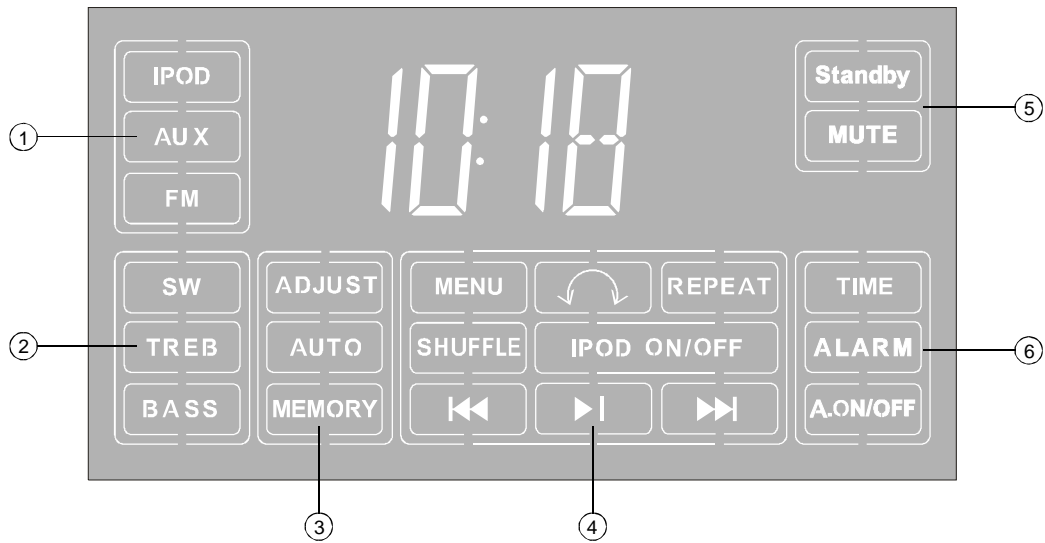 IPOD
AUX
FM
10:18
Standby
MUTE
1
5
SW
TREB
BASS
ADJUST
AUTO
MEMORY
MENU
REPEAT
SHUFFLE
IPOD ON/OFF
TIME
ALARM
A.ON/OFF
2
6
3
4